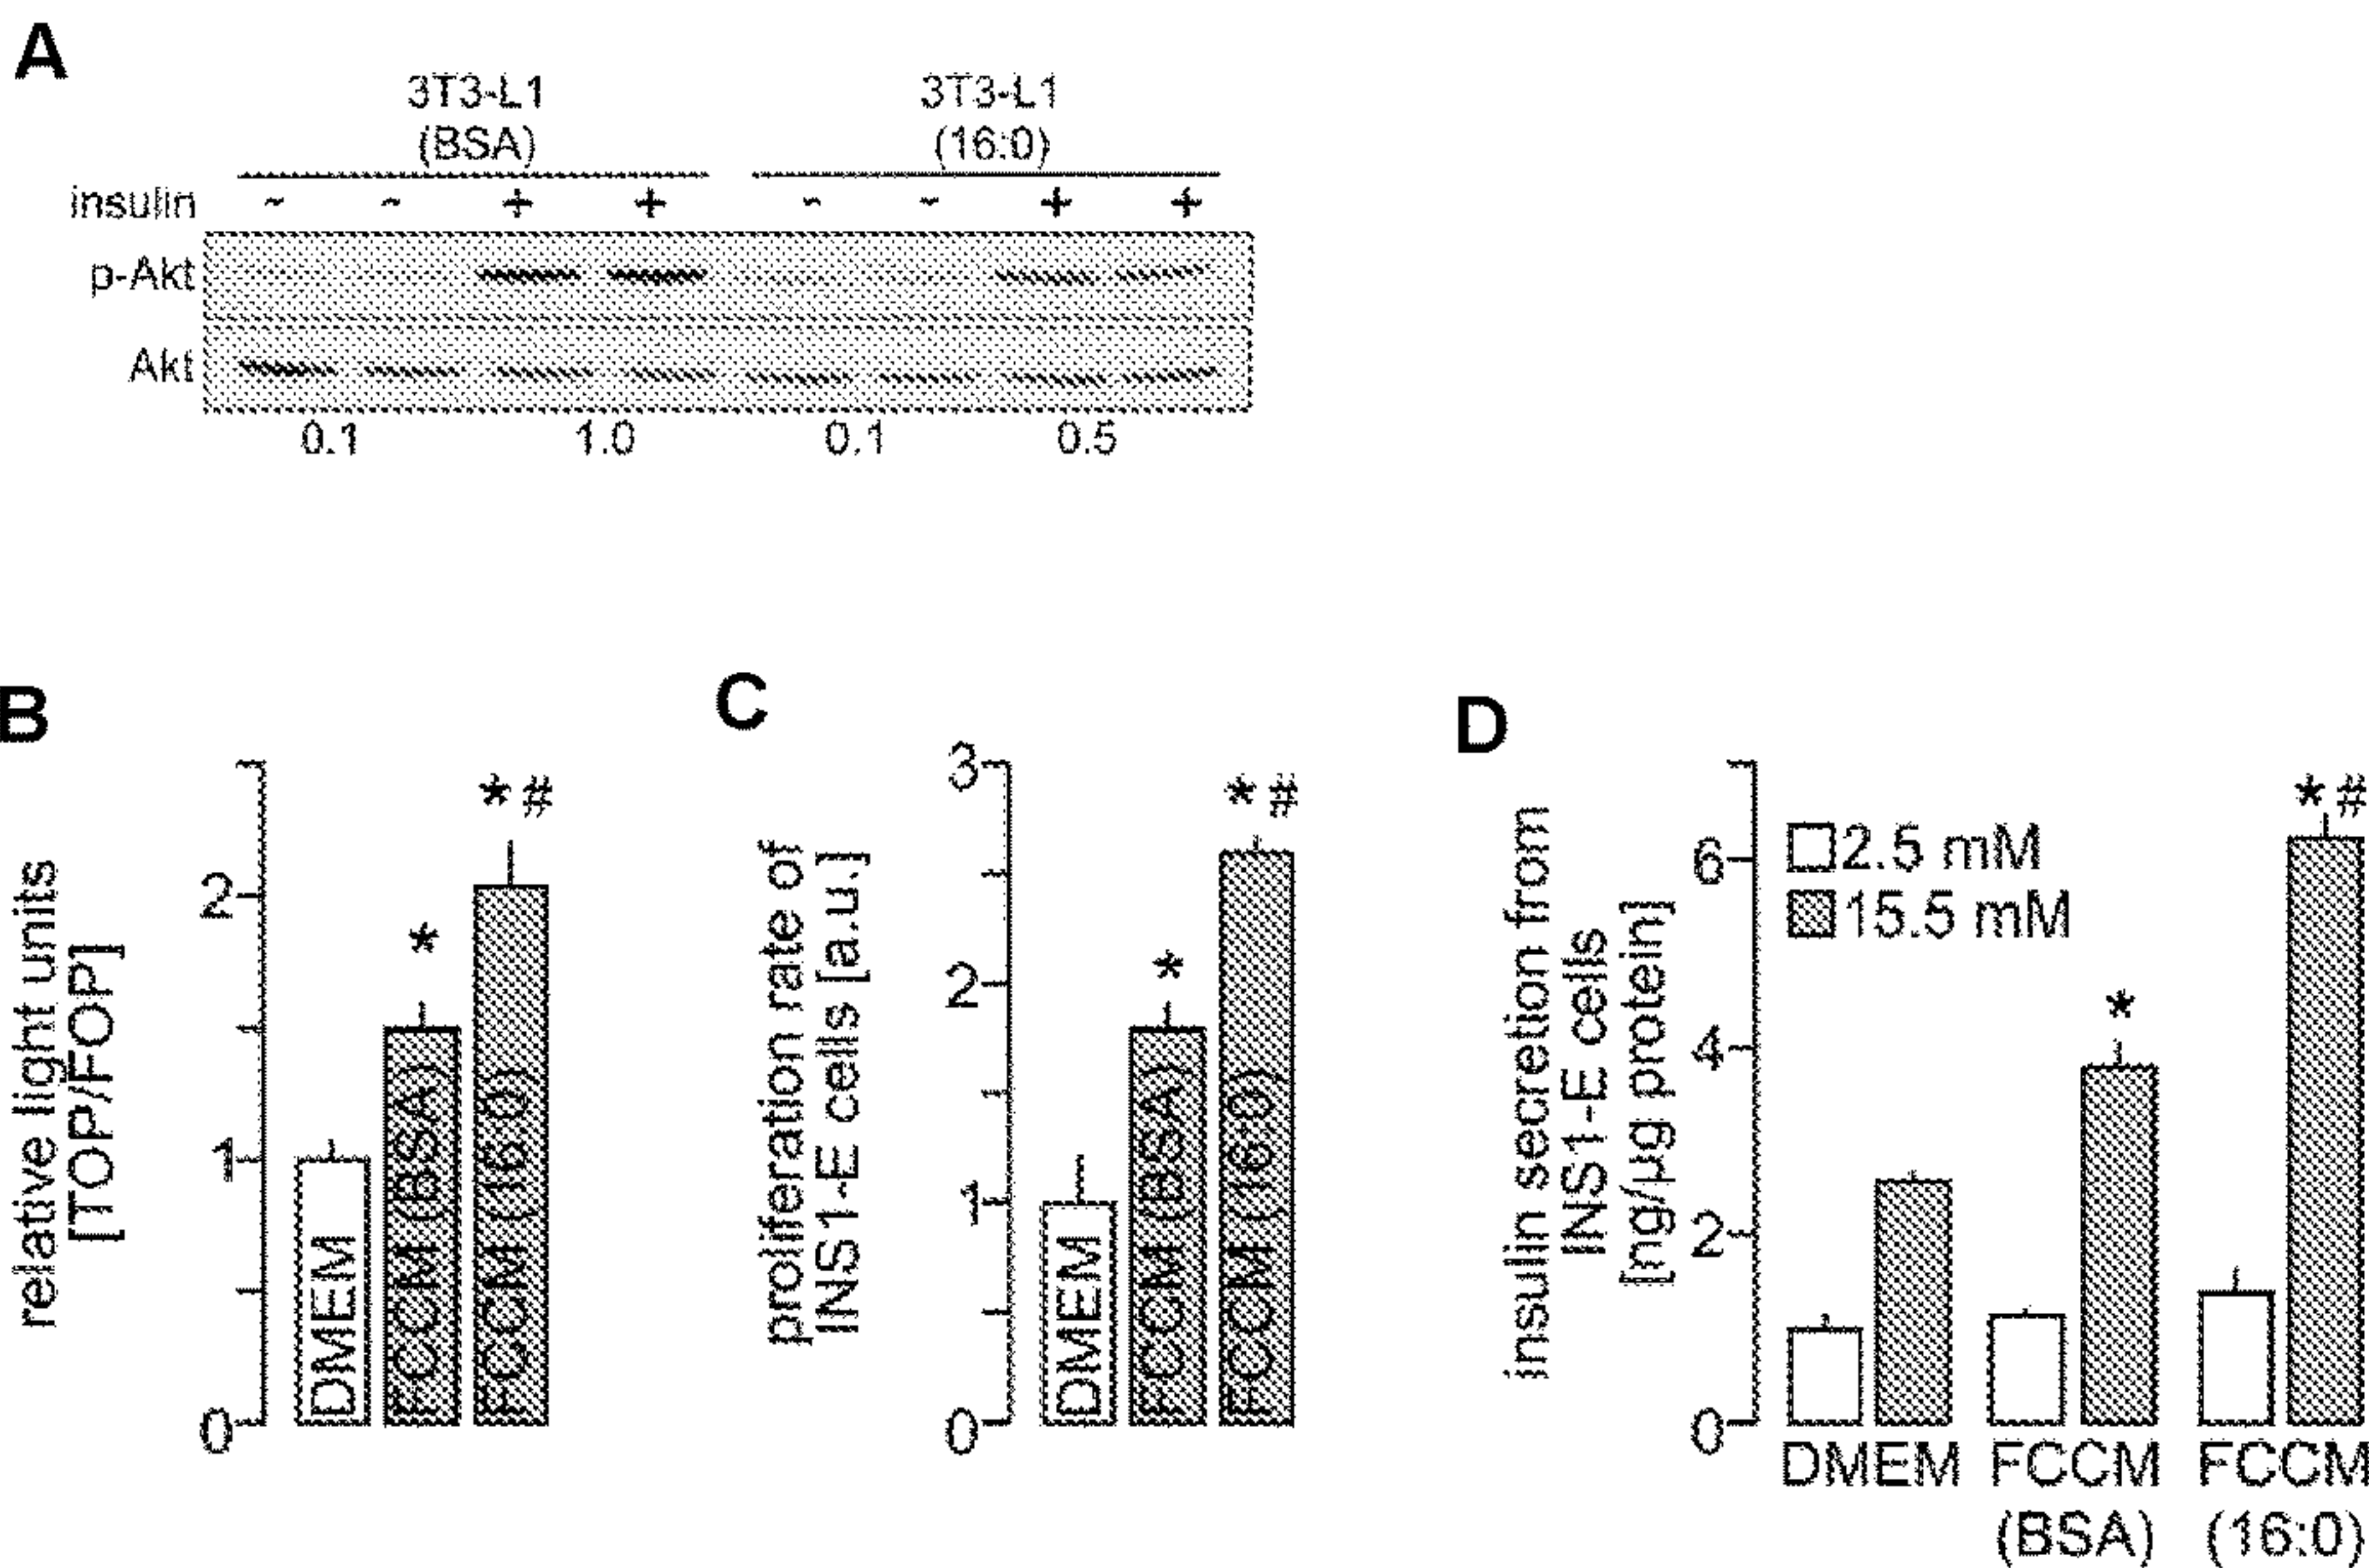 A
3T3-L1
(BSA)
3T3-L1
(16:0)
insulin - - + + - - + +
p-Akt
Akt
0.1 1.0 0.1 0.5
B
relative light units
[TOP/FOP]
2
1
0
* *#
DMEM
FCCM (BSA)
FCCM (16:0)
C
proliferation rate of
INS1-E cells [a.u.]
3
2
1
0
* *#
DMEM
FCCM (BSA)
FCCM (16:0)
D
insulin secretion from
INS1-E cells
[ng/µg protein]
6
4
2
0
2.5 mM
15.5 mM
* *#
DMEM FCCM FCCM
(BSA) (16:0)